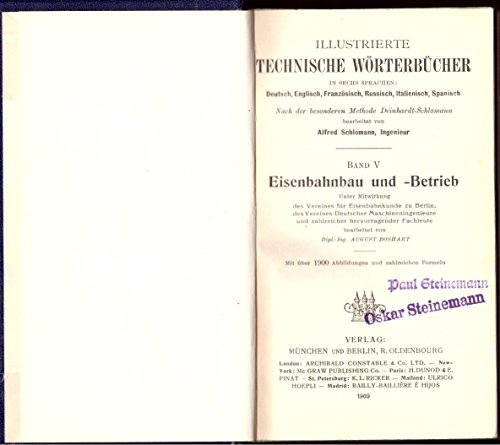 ILLUSTRIERTE
TECHNISCHE WÖRTERBÜCHER
IN SECHS SPRACHEN:
Deutsch, Englisch, Französisch, Russisch, Italienisch, Spanisch
Nach der besonderen Methode Deinhardt-Schlomann
bearbeitet von
Alfred Schlomann, Ingenieur
BAND V
Eisenbahnbau und -Betrieb
Unter Mitwirkung
des Vereines für Eisenbahnkunde zu Berlin,
des Vereines Deutscher Maschineningenieure
und zahlreicher hervorragender Fachleute
bearbeitet von
Dipl.-Ing. AUGUST BOSHART
Mit über 1900 Abbildungen und zahlreichen Formeln
Paul Steinemann
Oskar Steinemann
VERLAG:
MÜNCHEN UND BERLIN, R. OLDENBOURG
London: ARCHIBALD CONSTABLE & Co. LTD. — New-
York: Mc GRAW PUBLISHING Co. — Paris: H. DUNOD & E.
PINAT — St. Petersburg: K. L. RICKER — Mailand: ULRICO
HOEPLI — Madrid: BAILLY-BAILLIÈRE É HIJOS
1909